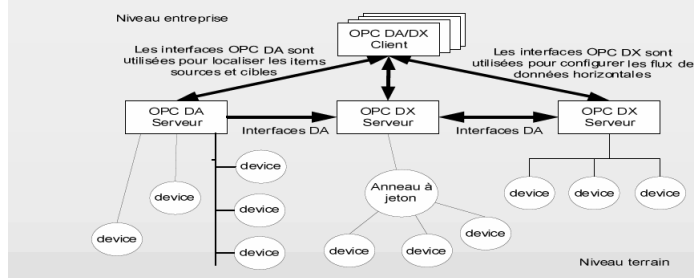 Niveau entreprise
OPC DA/DX
Client
Les interfaces OPC DA sont
utilisées pour localiser les items
sources et cibles
Les interfaces OPC DX sont
utilisées pour configurer les flux de
données horizontales
OPC DA
Serveur
Interfaces DA
OPC DX
Serveur
Interfaces DA
OPC DX
Serveur
device
device
device
device
device
Anneau à
jeton
device
device
device
device
device
device
Niveau terrain